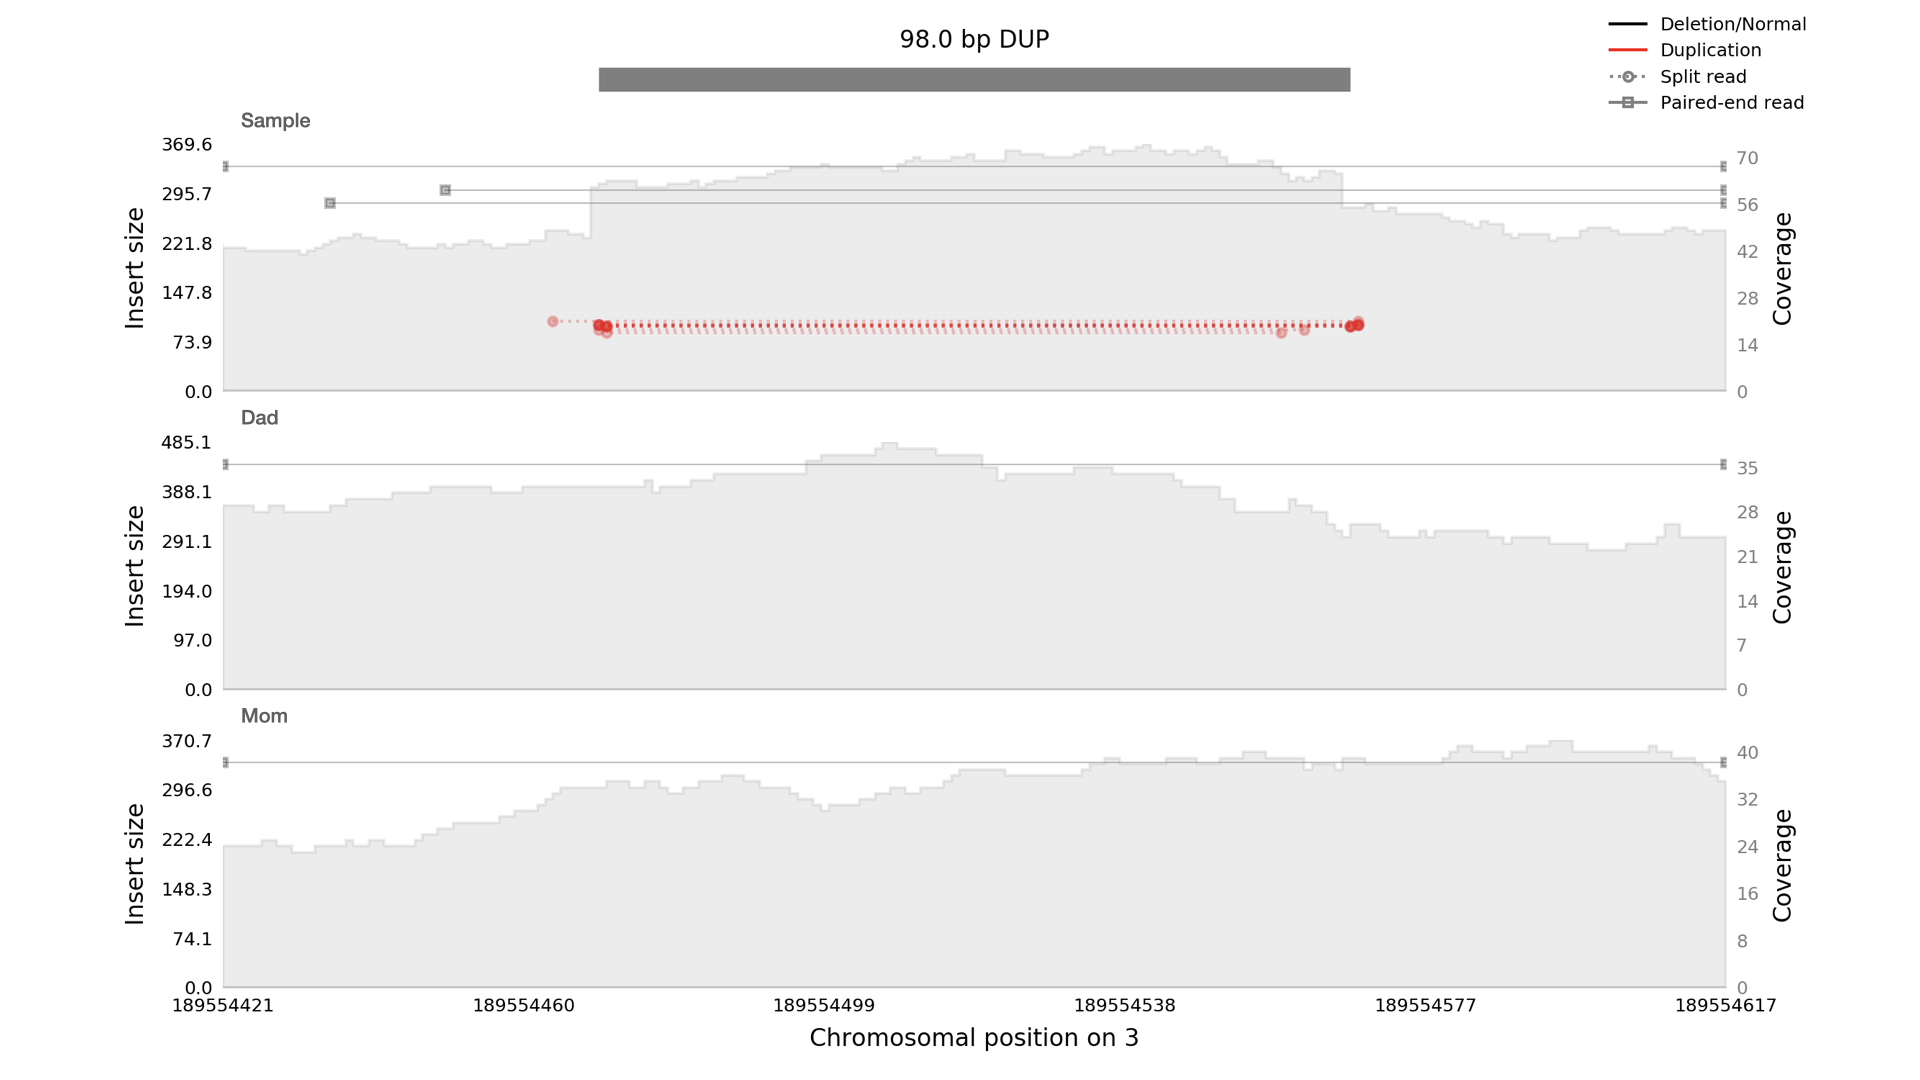 98.0 bp DUP
Deletion/Normal
Duplication
Split read
Paired-end read
Sample
369.6
295.7
221.8
147.8
73.9
0.0
Insert size
70
56
42
28
14
0
Coverage
Dad
485.1
388.1
291.1
194.0
97.0
0.0
Insert size
35
28
21
14
7
0
Coverage
Mom
370.7
296.6
222.4
148.3
74.1
0.0
Insert size
40
32
24
16
8
0
Coverage
189554421 189554460 189554499 189554538 189554577 189554617
Chromosomal position on 3